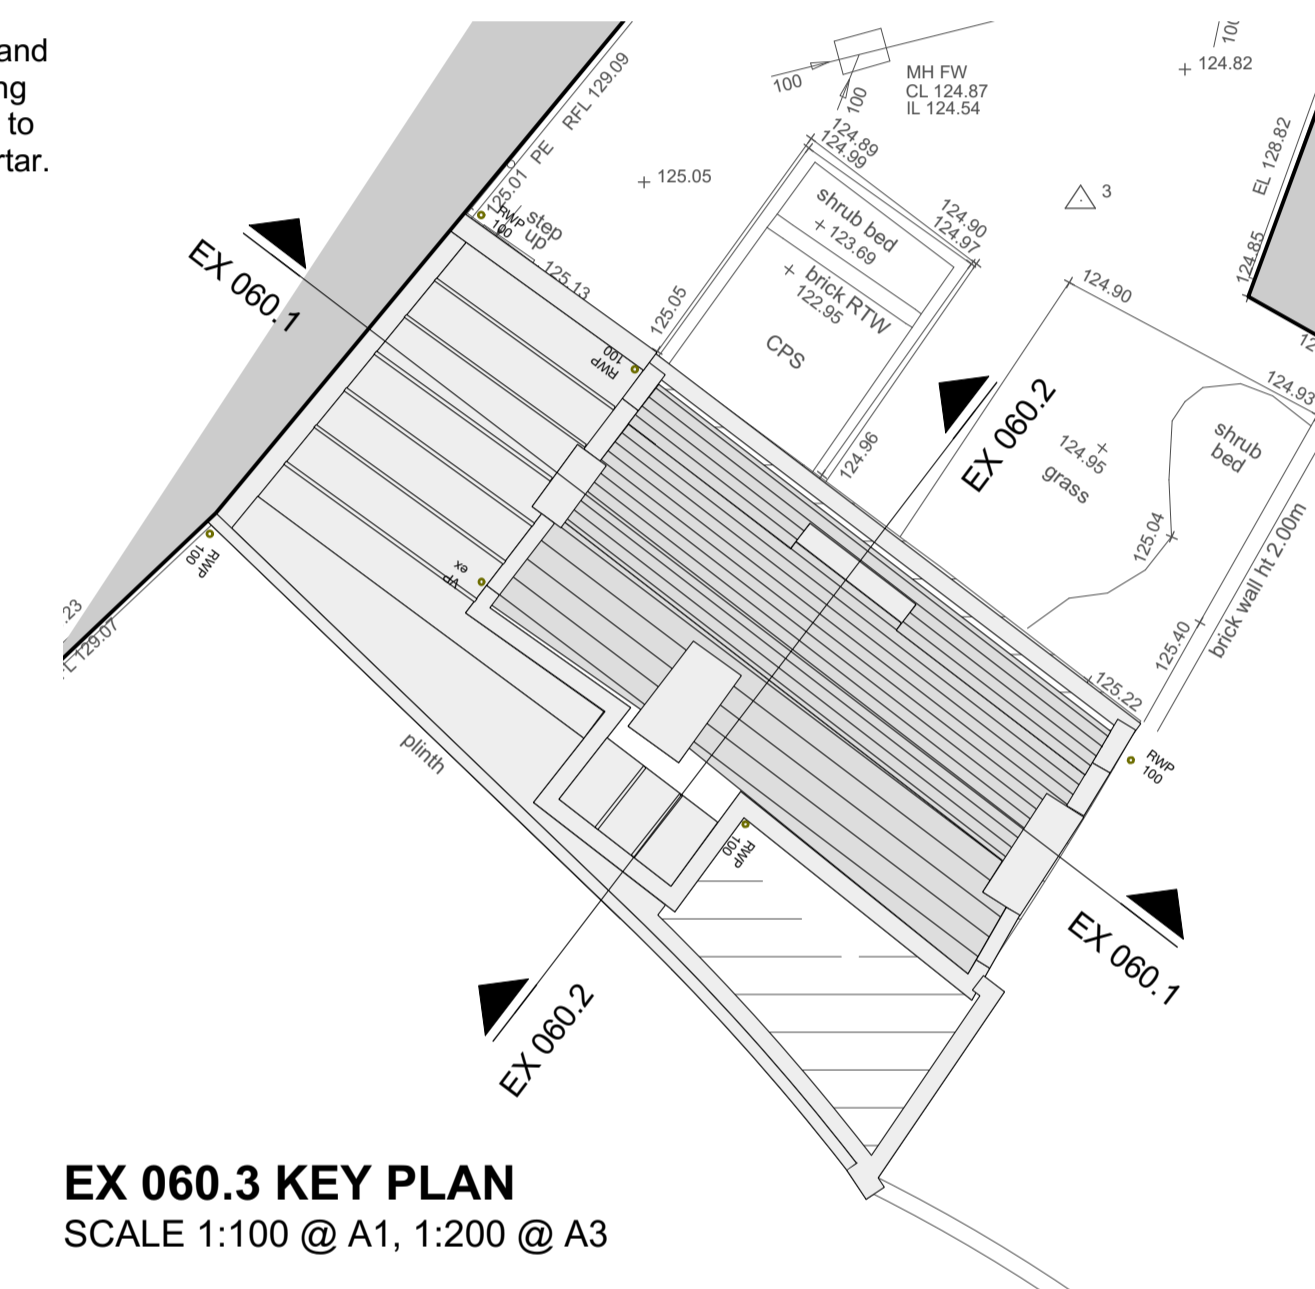 and
ng
to
rtar.
RFL 129.09
PE
125.01
RWP
100
step
up
125.13
125.05
100
100
MH FW
CL 124.87
IL 124.54
124.82
124.89
124.99
shrub bed
123.69
brick RTW
122.95
CPS
124.90
124.97
125.05
124.96
3
EL 128.82
124.85
124.90
124.93
shrub
bed
124.95
grass
125.04
125.40
brick wall ht 2.00m
125.22
RWP
100
RWP
100
RWP
100
VP
ex
RWP
100
EX 060.1
EX 060.2
EX 060.1
EX 060.2
.23
L 129.07
plinth
EX 060.3 KEY PLAN
SCALE 1:100 @ A1, 1:200 @ A3